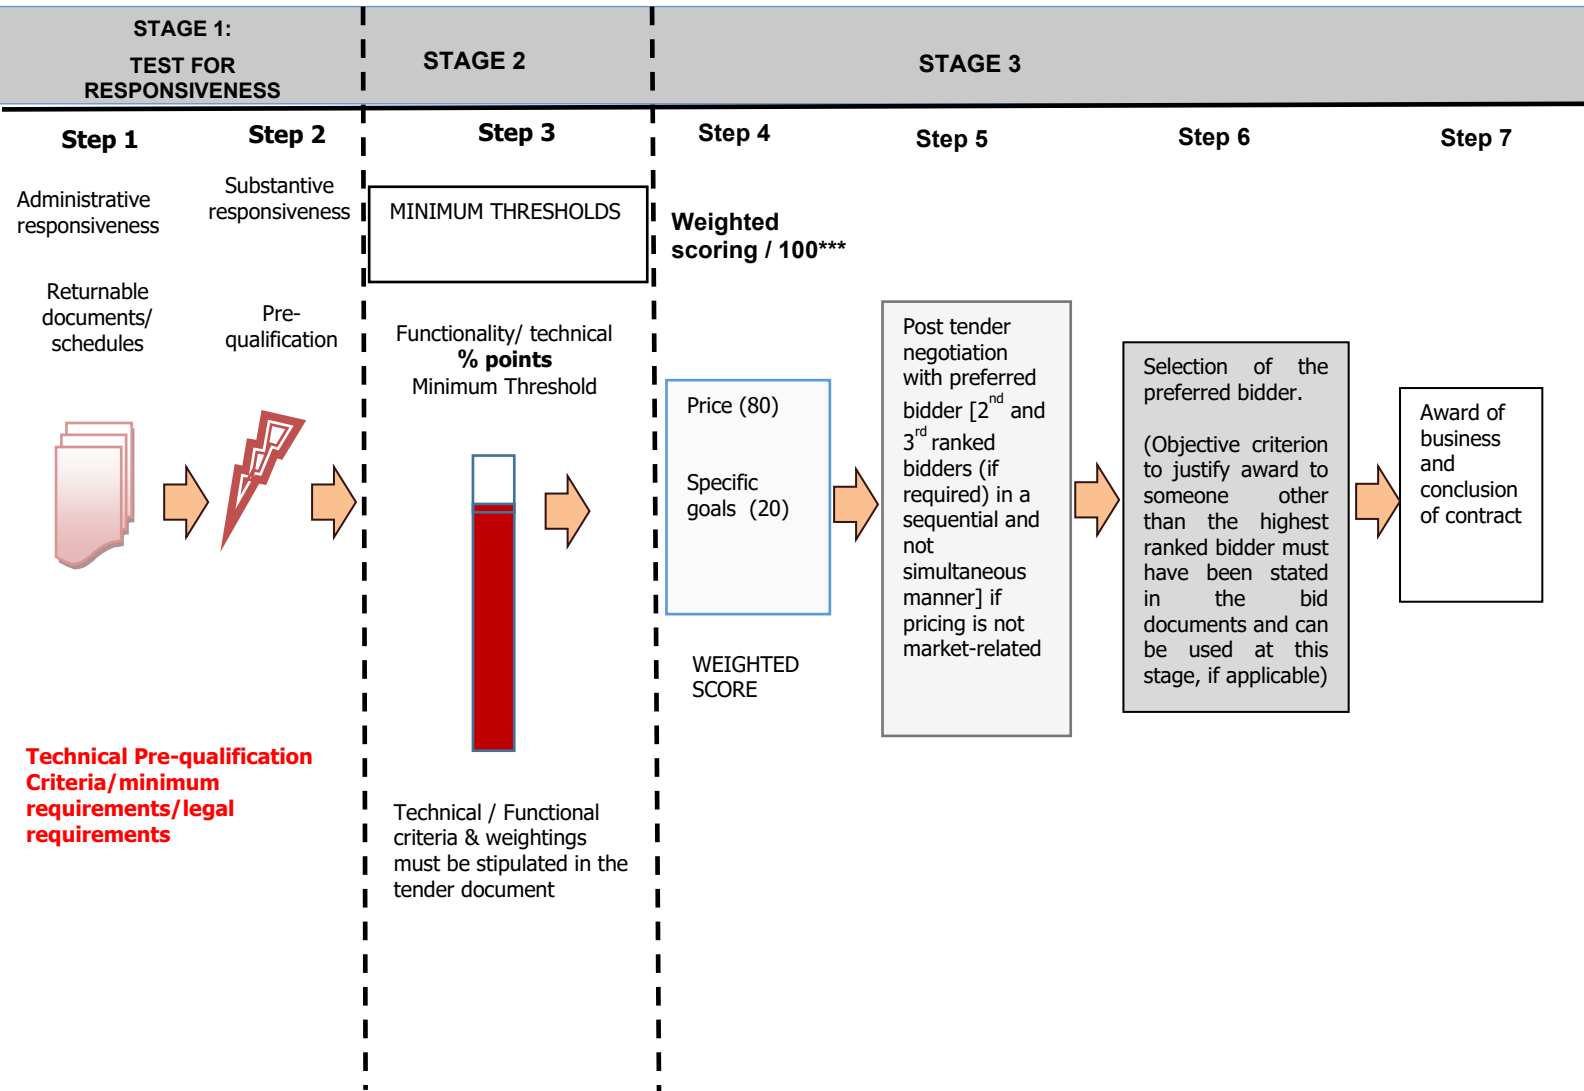 STAGE 1:
TEST FOR
RESPONSIVENESS
STAGE 2
STAGE 3
Step 1
Step 2
Step 3
Step 4
Step 5
Step 6
Step 7
Administrative
responsiveness
Returnable
documents/
schedules
Substantive
responsiveness
Pre-
qualification
Technical Pre-qualification
Criteria/minimum
requirements/legal
requirements
MINIMUM THRESHOLDS
Functionality/ technical
% points
Minimum Threshold
Technical / Functional
criteria & weightings
must be stipulated in the
tender document
Weighted
scoring / 100***
Price (80)
Specific
goals (20)
WEIGHTED
SCORE
Post tender
negotiation
with preferred
bidder [2nd and
3rd ranked
bidders (if
required) in a
sequential and
not
simultaneous
manner] if
pricing is not
market-related
Selection of the
preferred bidder.
(Objective criterion
to justify award to
someone other
than the highest
ranked bidder must
have been stated
in the bid
documents and can
be used at this
stage, if applicable)
Award of
business
and
conclusion
of contract